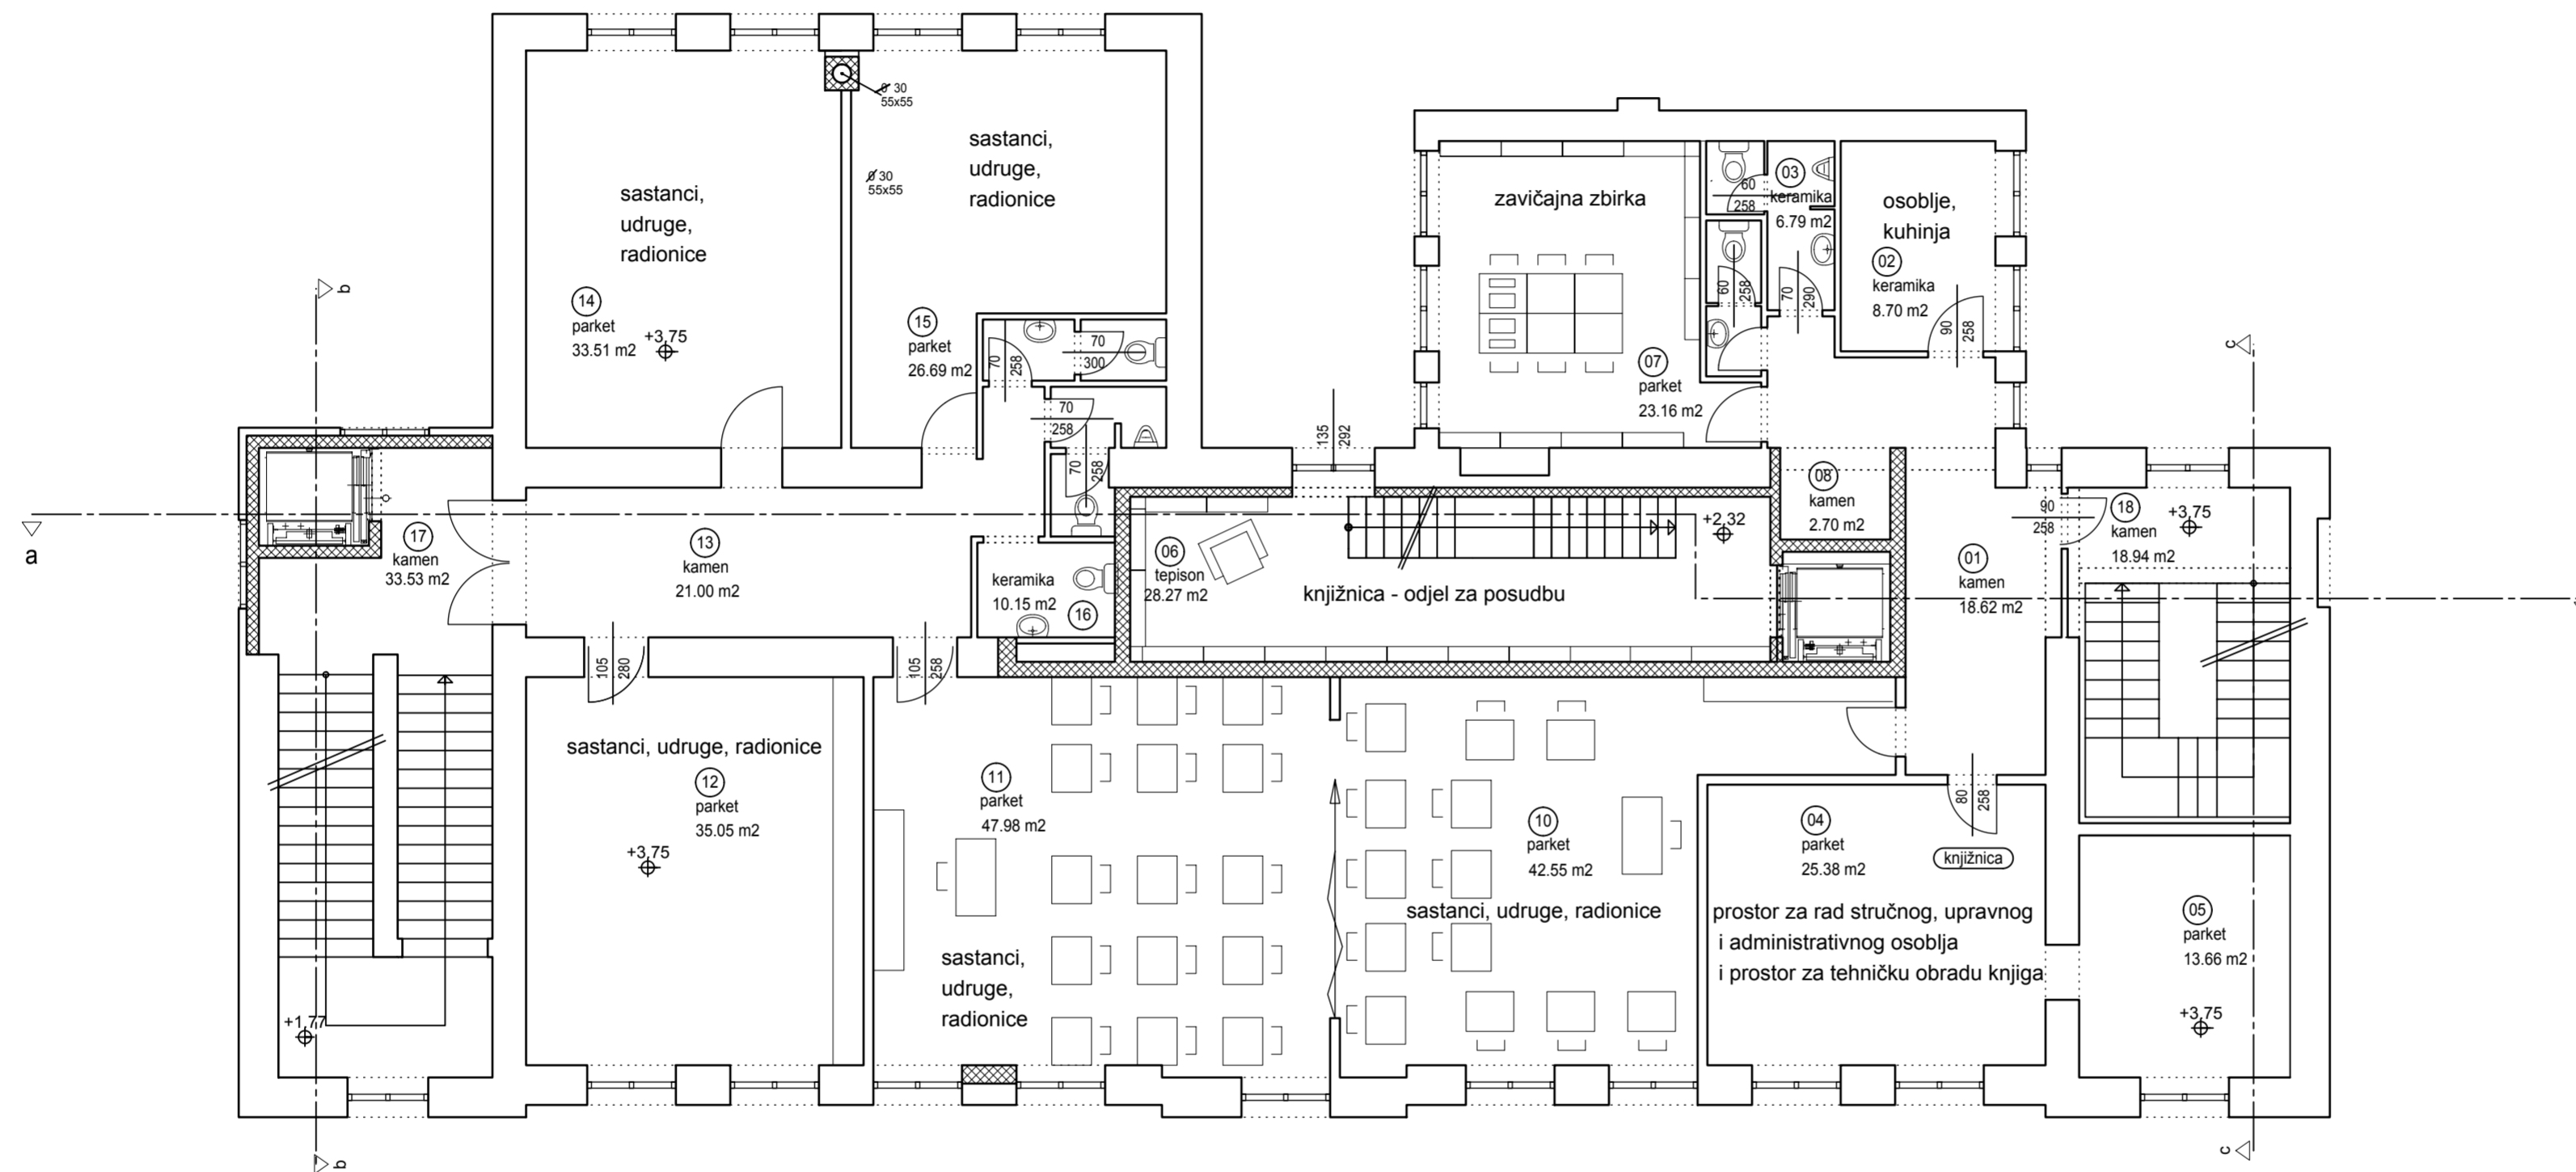 ø 30
55x55
sastanci,
udruge,
radionice
ø 30
55x55
sastanci,
udruge,
radionice
14
parket
33.51 m2
+3,75
15
parket
26.69 m2
70
258
70
300
70
258
70
258
zavičajna zbirka
07
parket
23.16 m2
60
258
03
keramika
6.79 m2
60
258
70
290
osoblje,
kuhinja
02
keramika
8.70 m2
90
258
b
c
135
292
a
17
kamen
33.53 m2
13
kamen
21.00 m2
keramika
10.15 m2
16
06
tepison
28.27 m2
knjižnica - odjel za posudbu
+2,32
08
kamen
2.70 m2
01
kamen
18.62 m2
90
258
18
kamen
18.94 m2
+3,75
105
280
105
258
sastanci, udruge, radionice
12
parket
35.05 m2
+3,75
11
parket
47.98 m2
sastanci,
udruge,
radionice
10
parket
42.55 m2
sastanci, udruge, radionice
80
258
04
parket
25.38 m2
knjižnica
prostor za rad stručnog, upravnog
i administrativnog osoblja
i prostor za tehničku obradu knjiga
05
parket
13.66 m2
+3,75
+1,77
b
c